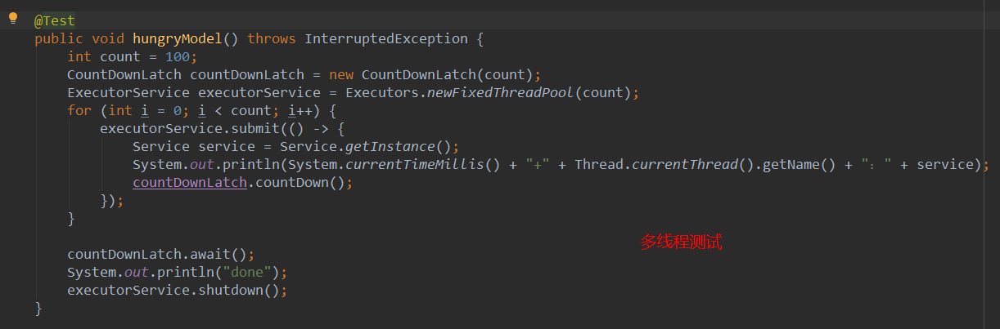 @Test
public void hungryModel() throws InterruptedException {
    int count = 100;
    CountDownLatch countDownLatch = new CountDownLatch(count);
    ExecutorService executorService = Executors.newFixedThreadPool(count);
    for (int i = 0; i < count; i++) {
        executorService.submit(() -> {
            Service service = Service.getInstance();
            System.out.println(System.currentTimeMillis() + "+" + Thread.currentThread().getName() + "：" + service);
            countDownLatch.countDown();
        });
    }
多线程测试
    countDownLatch.await();
    System.out.println("done");
    executorService.shutdown();
}